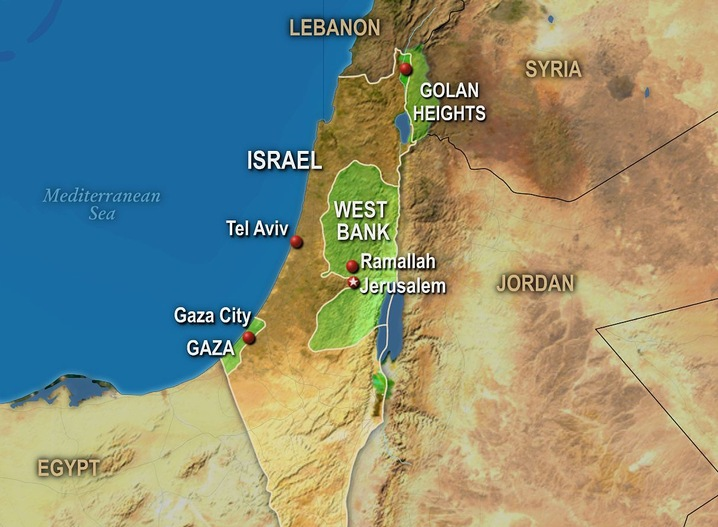 LEBANON
SYRIA
GOLAN
HEIGHTS
ISRAEL
Mediterranean
Sea
WEST
BANK
Tel Aviv
Ramallah
Jerusalem
JORDAN
Gaza City
GAZA
EGYPT